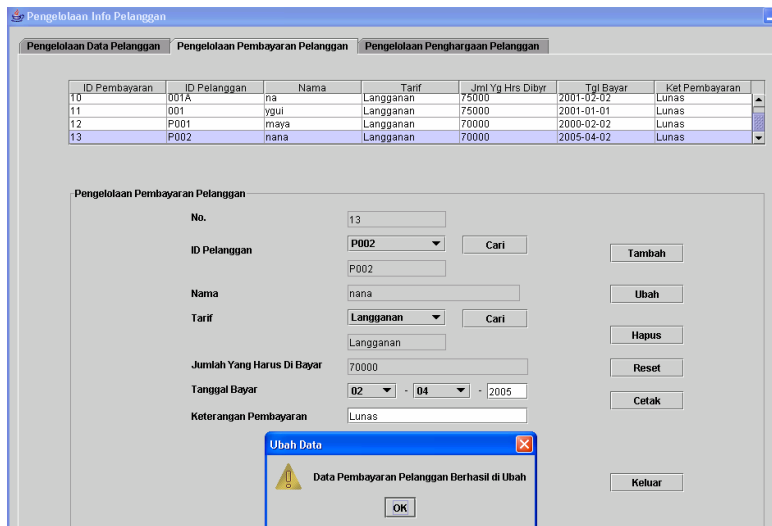 Pengelolaan Info Pelanggan
Pengelolaan Data Pelanggan Pengelolaan Pembayaran Pelanggan Pengelolaan Penghargaan Pelanggan
ID Pembayaran ID Pelanggan Nama Tarif Jml Yg Hrs Dibyr Tgl Bayar Ket Pembayaran
10 001A na Langganan 75000 2001-02-02 Lunas
11 001 ygui Langganan 75000 2001-01-01 Lunas
12 P001 maya Langganan 70000 2000-02-02 Lunas
13 P002 nana Langganan 70000 2005-04-02 Lunas
Pengelolaan Pembayaran Pelanggan
No. 13
ID Pelanggan P002 Cari
Tambah
P002
Nama nana Ubah
Tarif Langganan Cari
Hapus
Langganan
Jumlah Yang Harus Di Bayar 70000 Reset
Tanggal Bayar 02 - 04 - 2005
Cetak
Keterangan Pembayaran Lunas
Ubah Data
Data Pembayaran Pelanggan Berhasil di Ubah
Keluar
OK